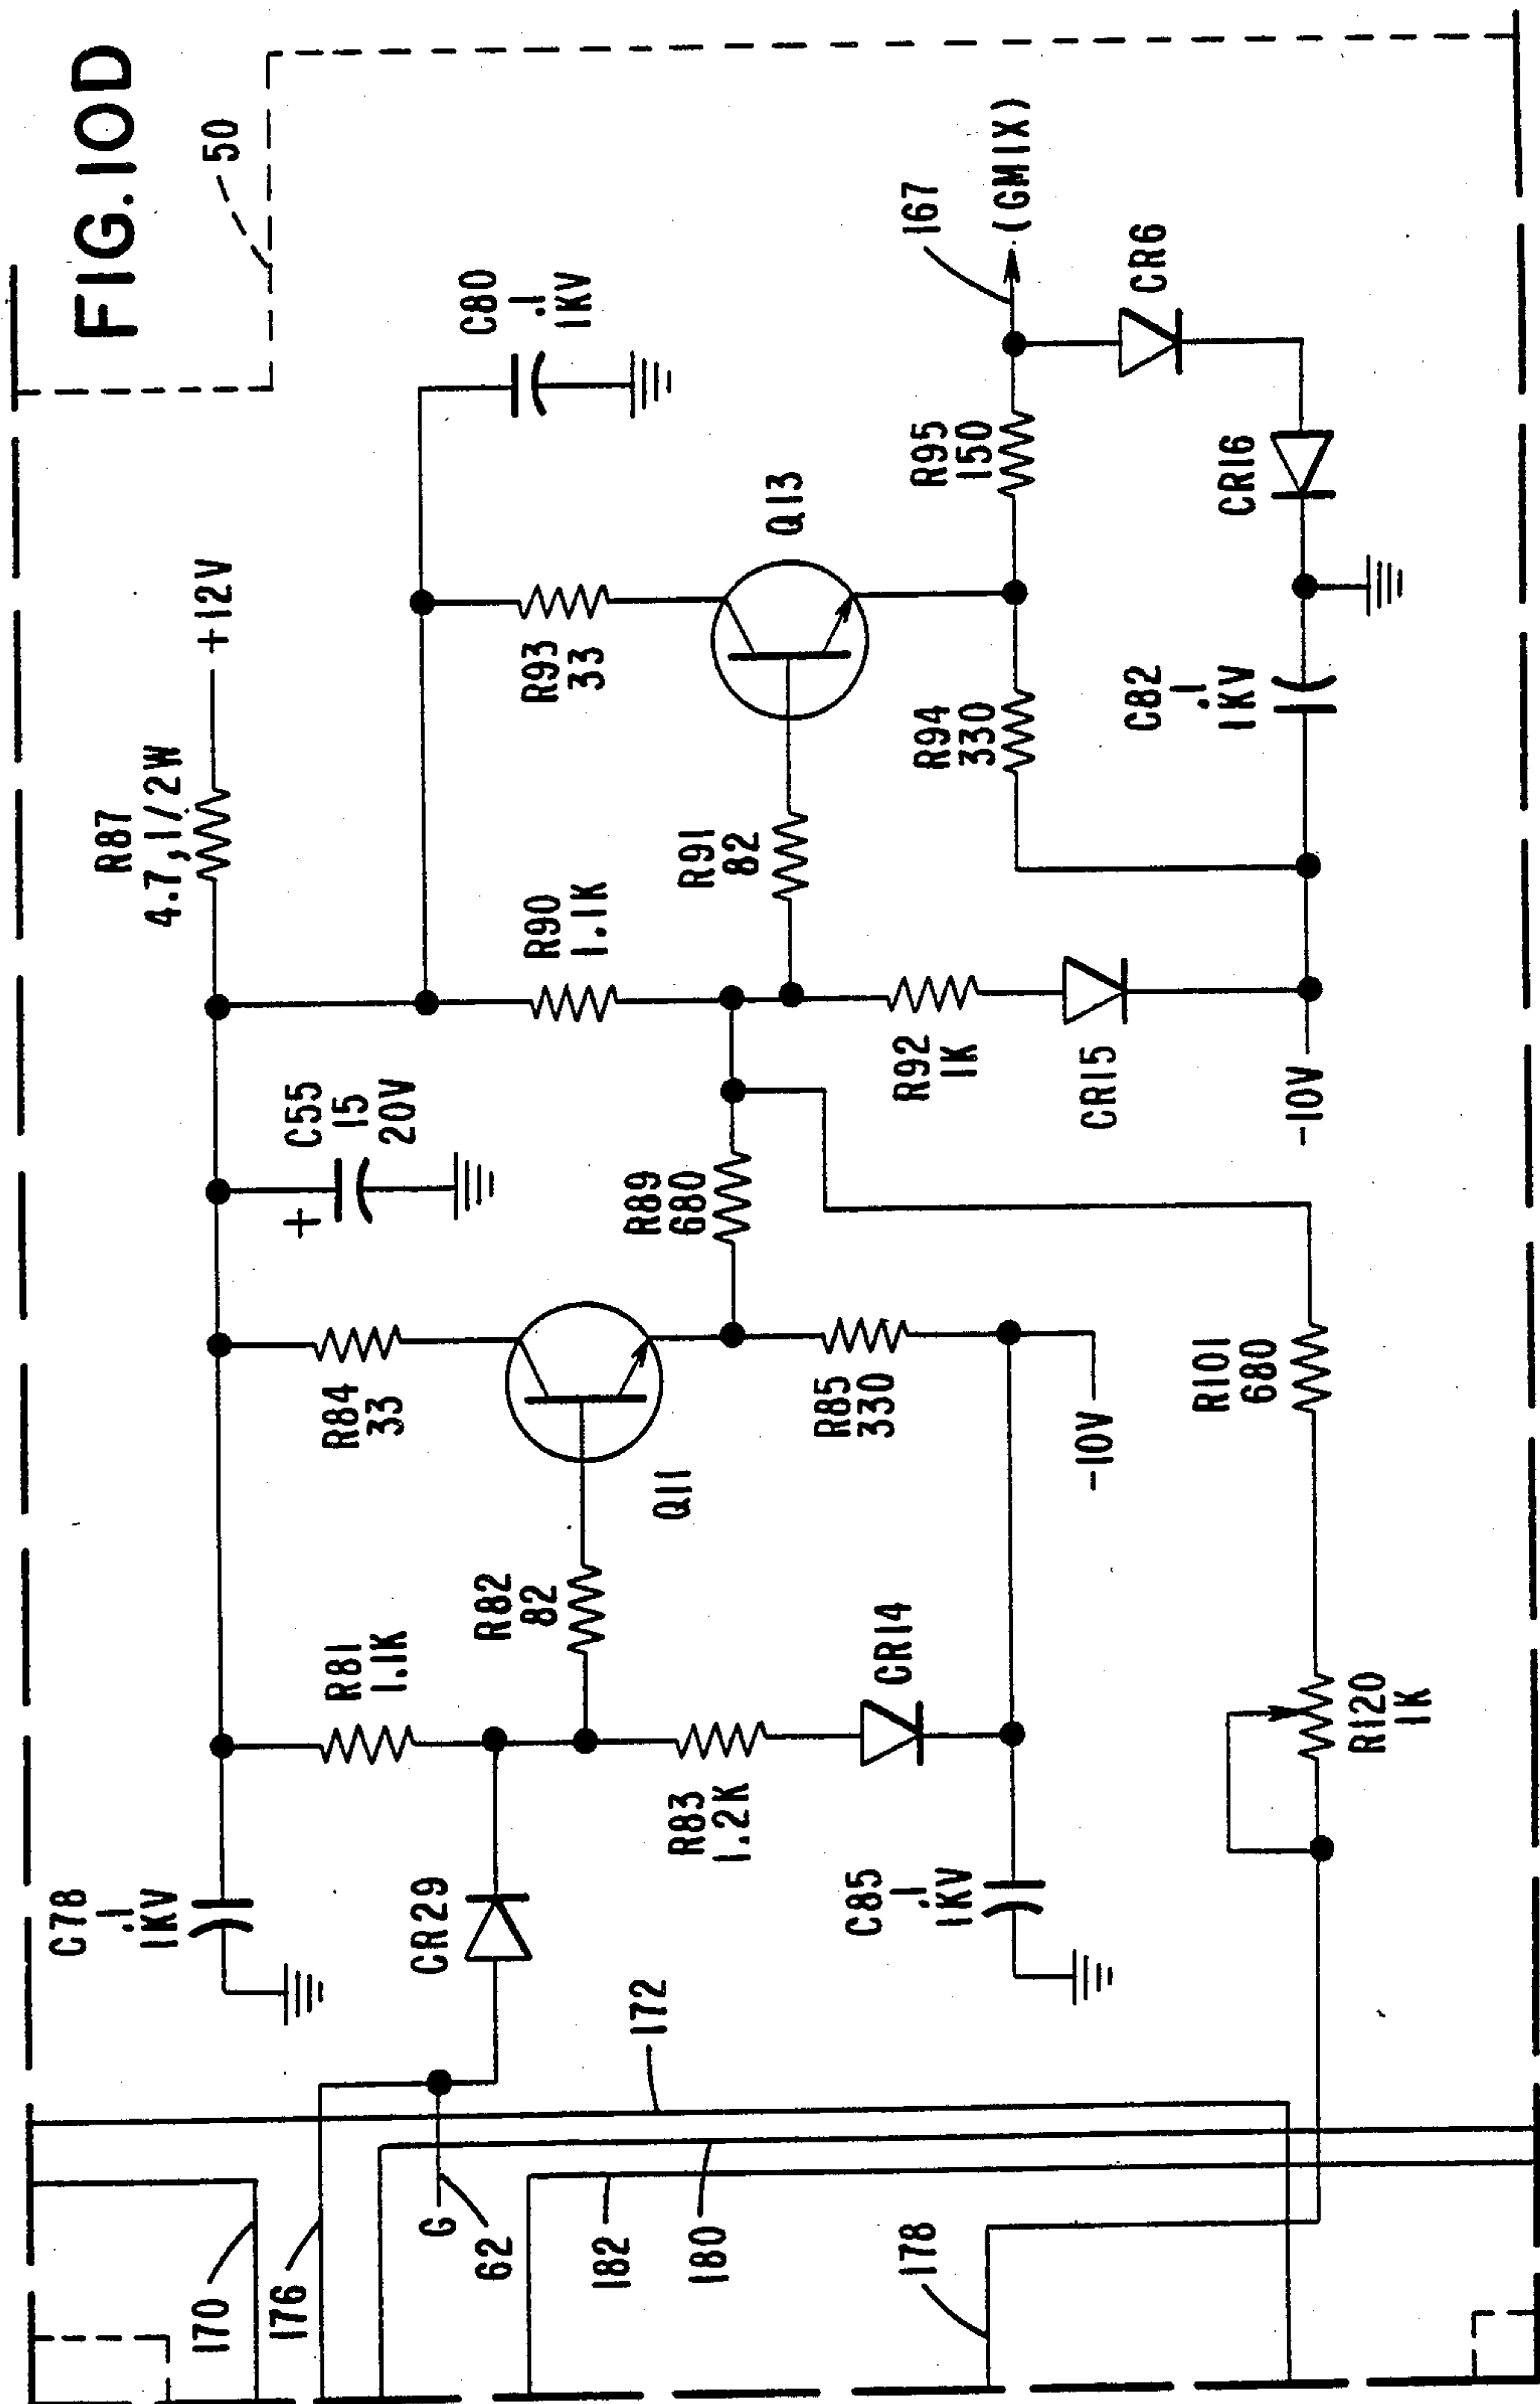 FIG. 10D
50
R87
4.7, 1/2W
+12V
C78
.1
1KV
C55
15
20V
+
C80
.1
1KV
R81
1.1K
R84
33
R90
1.1K
R93
33
Q13
CR29
R82
82
Q11
R89
680
R91
82
167
(GMIX)
R83
1.2K
CR14
R85
330
R92
1K
R94
330
R95
150
CR6
C85
.1
1KV
-10V
CR15
C82
.1
1KV
CR16
-10V
R101
680
R120
1K
170
176
G
62
172
182
180
178